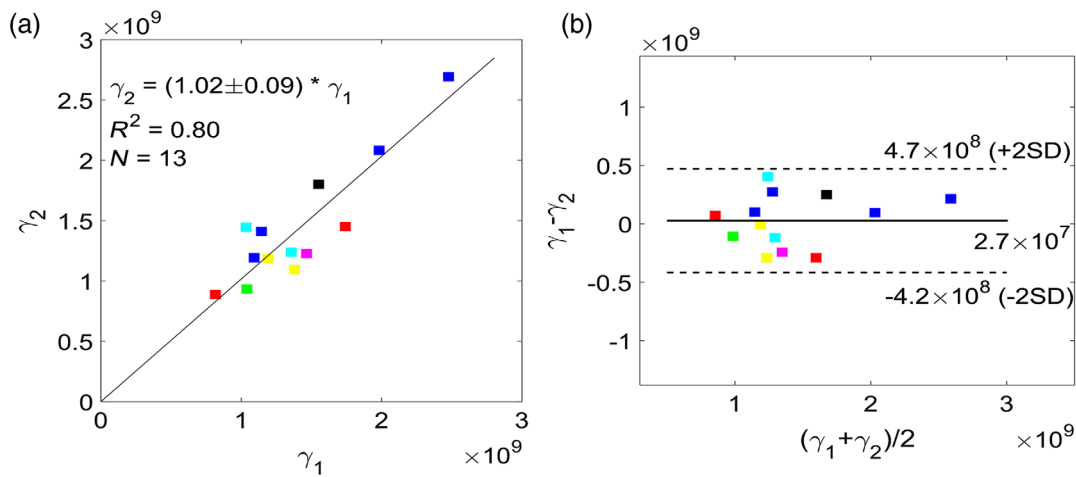 (a)
×10⁹
3
2.5
2
1.5
1
0.5
0
γ₂
γ₂ = (1.02±0.09) * γ₁
R² = 0.80
N = 13
0
1
2
3
γ₁
×10⁹
(b)
×10⁹
1
0.5
0
-0.5
-1
γ₁-γ₂
4.7×10⁸ (+2SD)
2.7×10⁷
-4.2×10⁸ (-2SD)
1
2
3
(γ₁+γ₂)/2
×10⁹